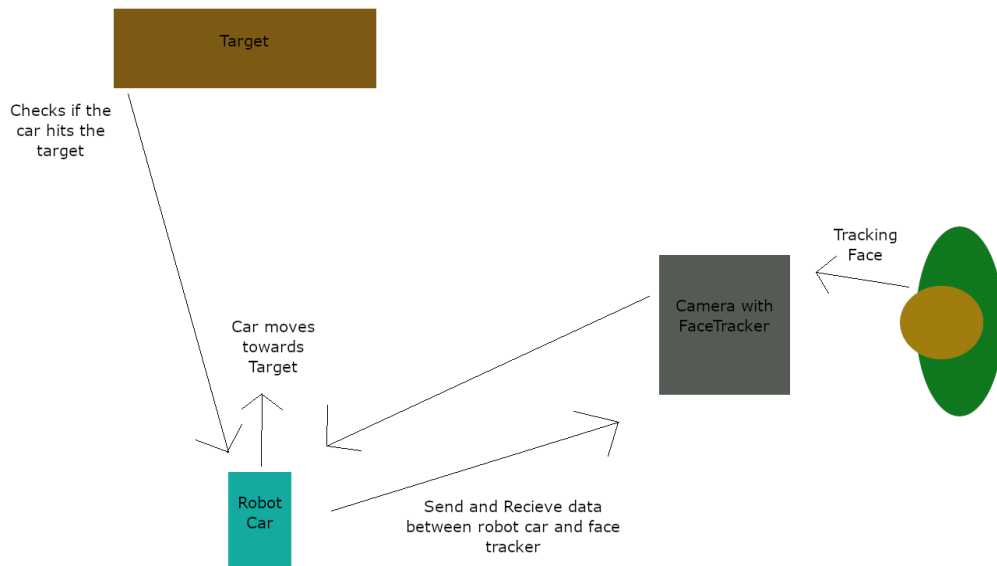 Target
Checks if the
car hits the
target
Tracking
Face
Camera with
FaceTracker
Car moves
towards
Target
Robot
Car
Send and Recieve data
between robot car and face
tracker